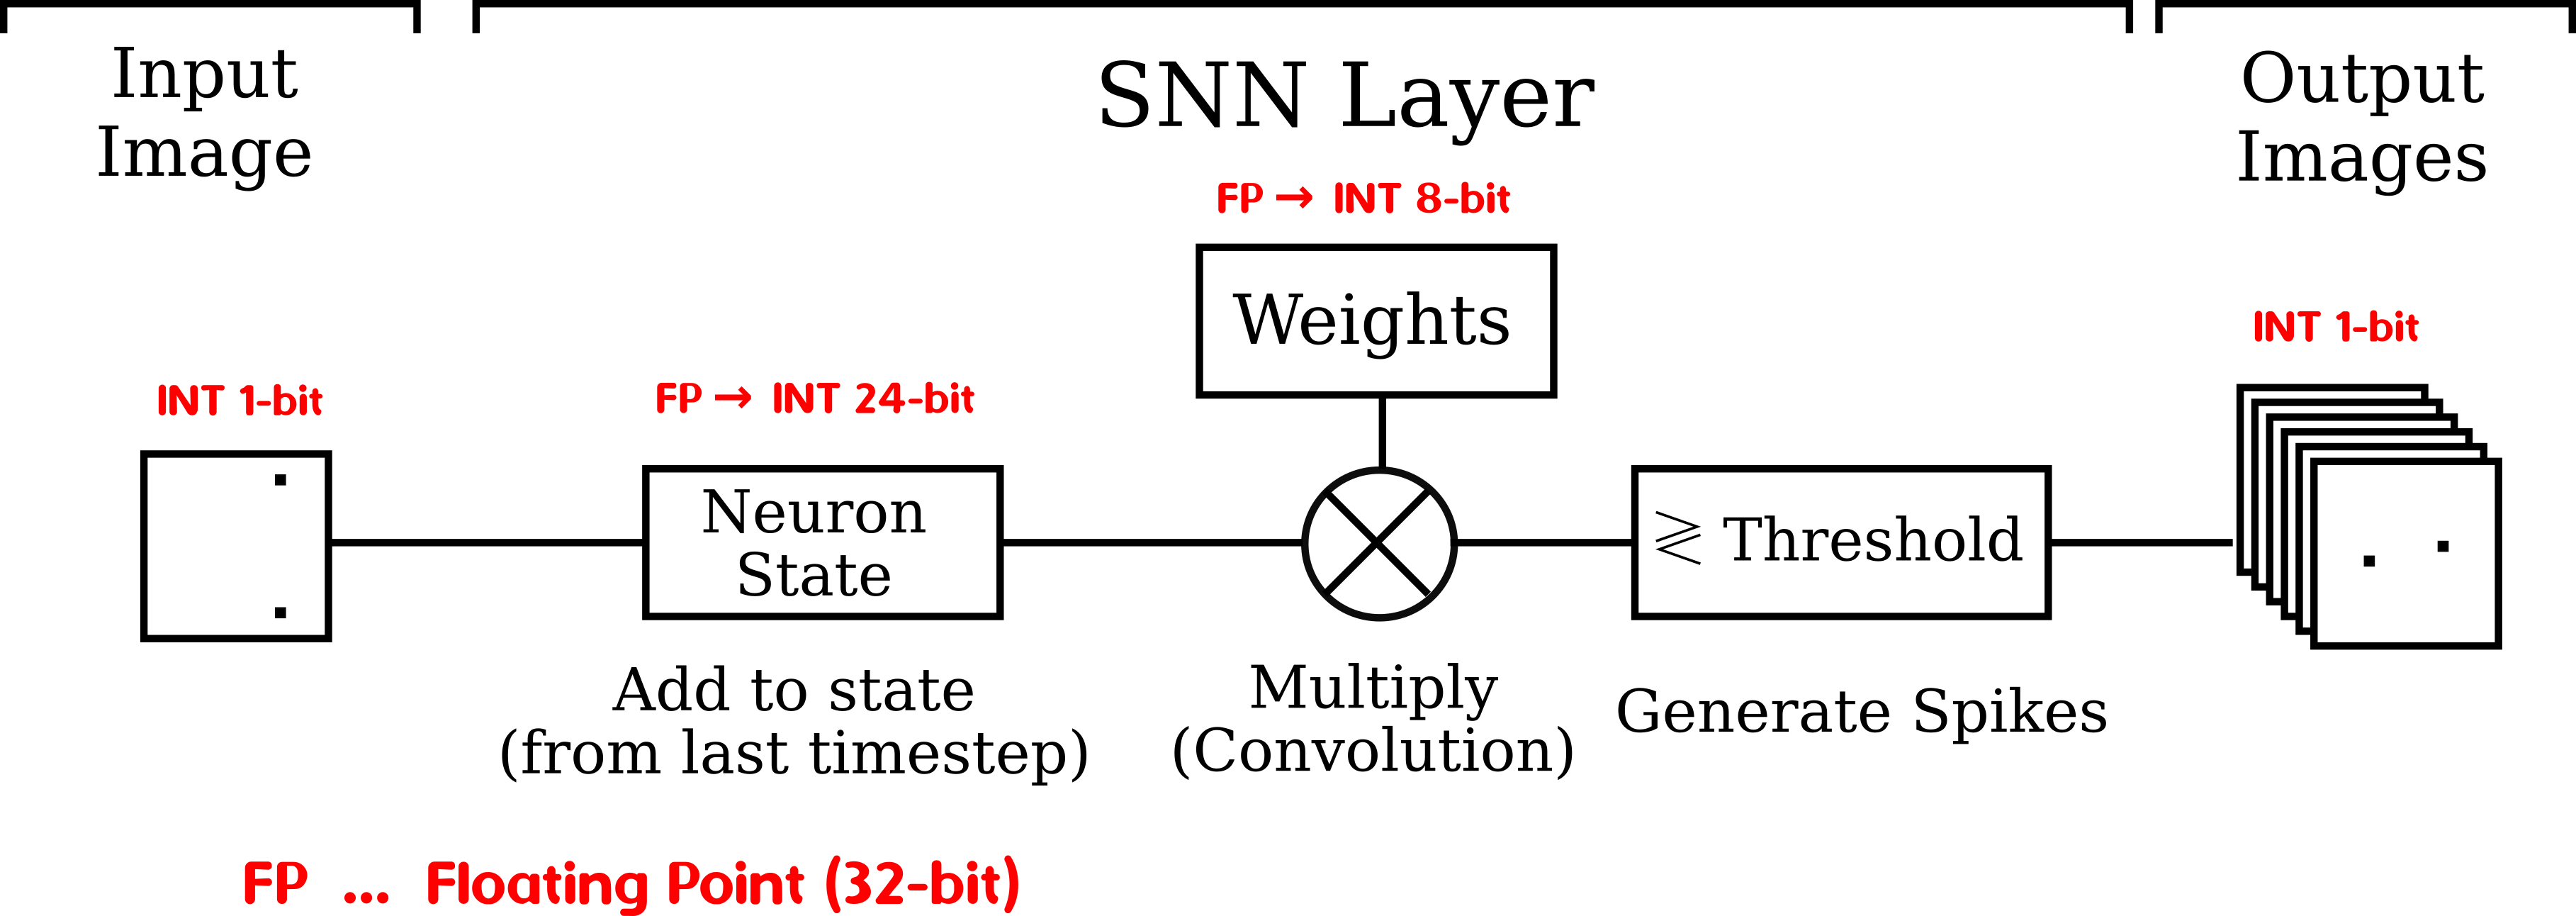 Input
Image
SNN Layer
Output
Images
FP → INT 8-bit
Weights
INT 1-bit
INT 1-bit
FP → INT 24-bit
Neuron
State
≷ Threshold
Add to state
(from last timestep)
Multiply
(Convolution)
Generate Spikes
FP ... Floating Point (32-bit)